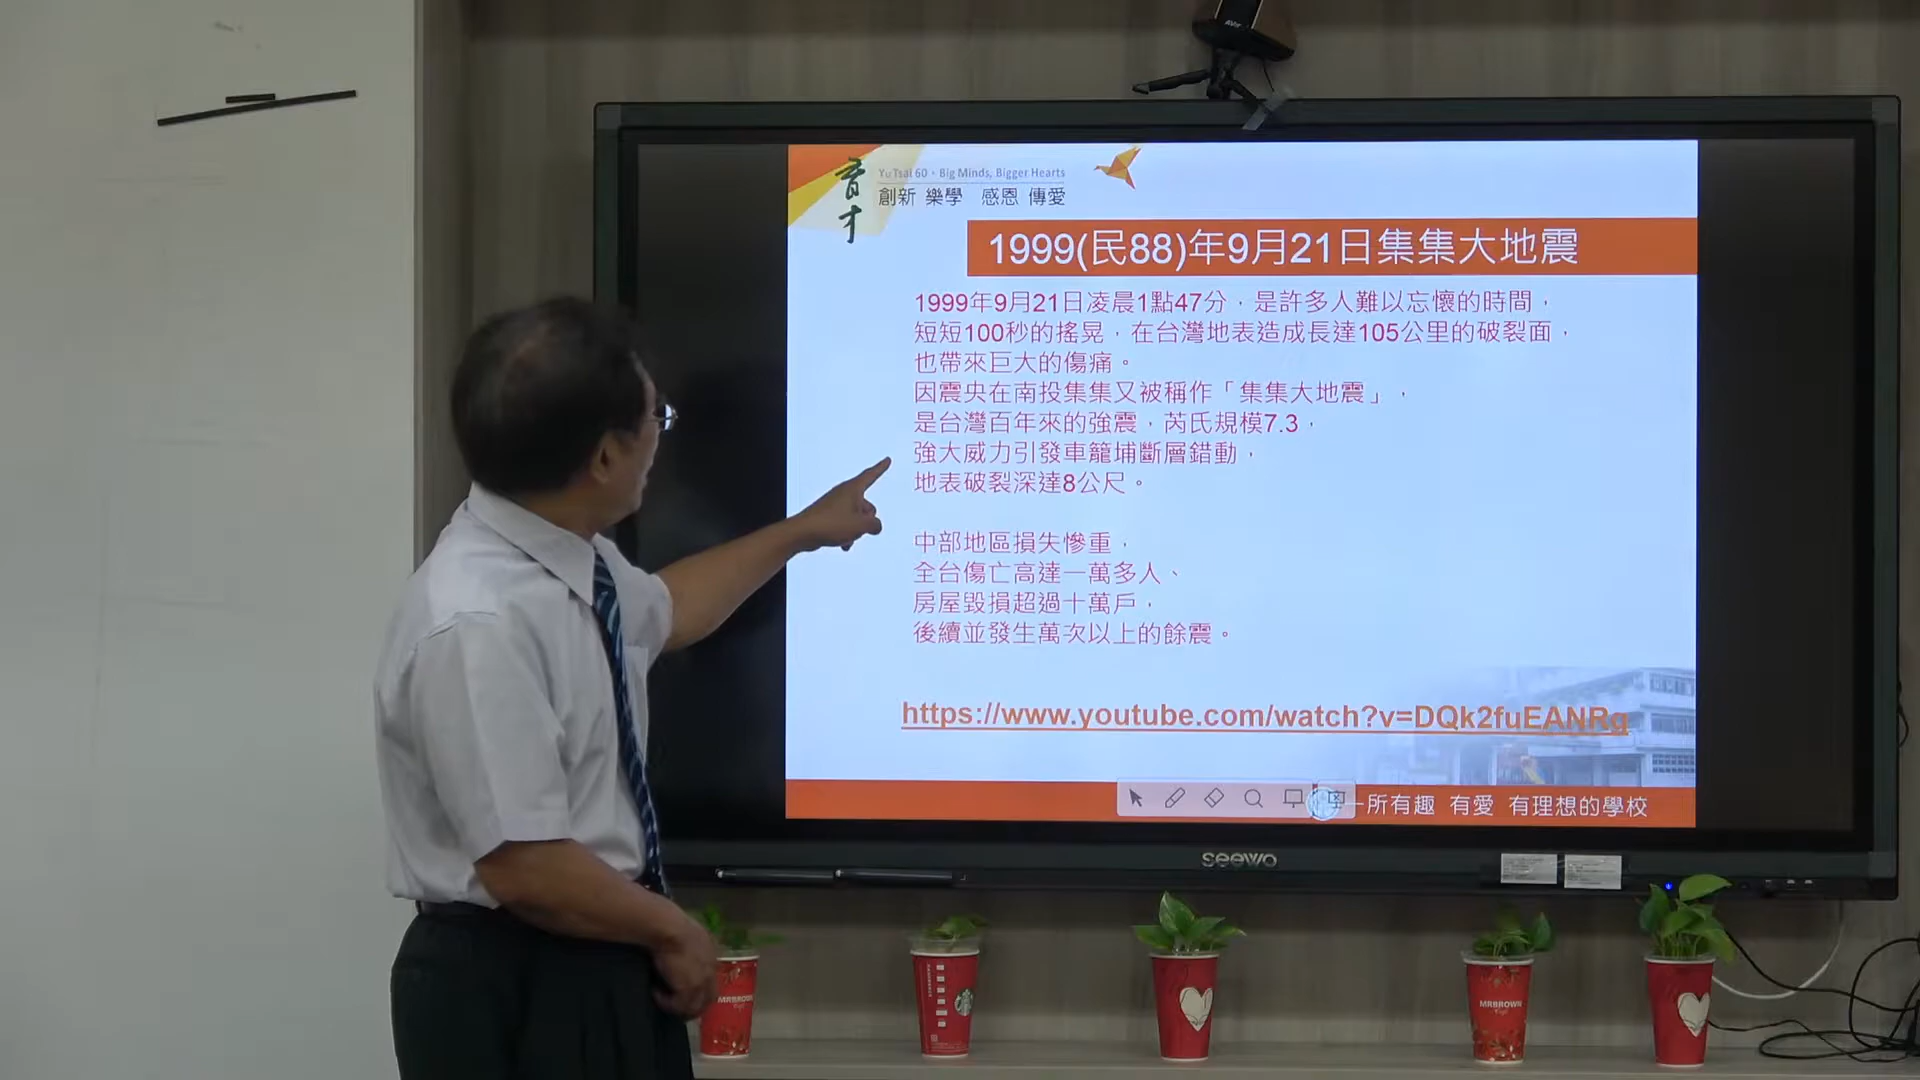 AVer
育才
Yu Tsai 60・Big Minds, Bigger Hearts
創新 樂學 感恩 傳愛
1999(民88)年9月21日集集大地震
1999年9月21日凌晨1點47分，是許多人難以忘懷的時間，
短短100秒的搖晃，在台灣地表造成長達105公里的破裂面，
也帶來巨大的傷痛。
因震央在南投集集又被稱作「集集大地震」，
是台灣百年來的強震，芮氏規模7.3，
強大威力引發車籠埔斷層錯動，
地表破裂深達8公尺。
中部地區損失慘重，
全台傷亡高達一萬多人、
房屋毀損超過十萬戶，
後續並發生萬次以上的餘震。
https://www.youtube.com/watch?v=DQk2fuEANRg
一所有趣 有愛 有理想的學校
seewo
MRBROWN
MRBROWN